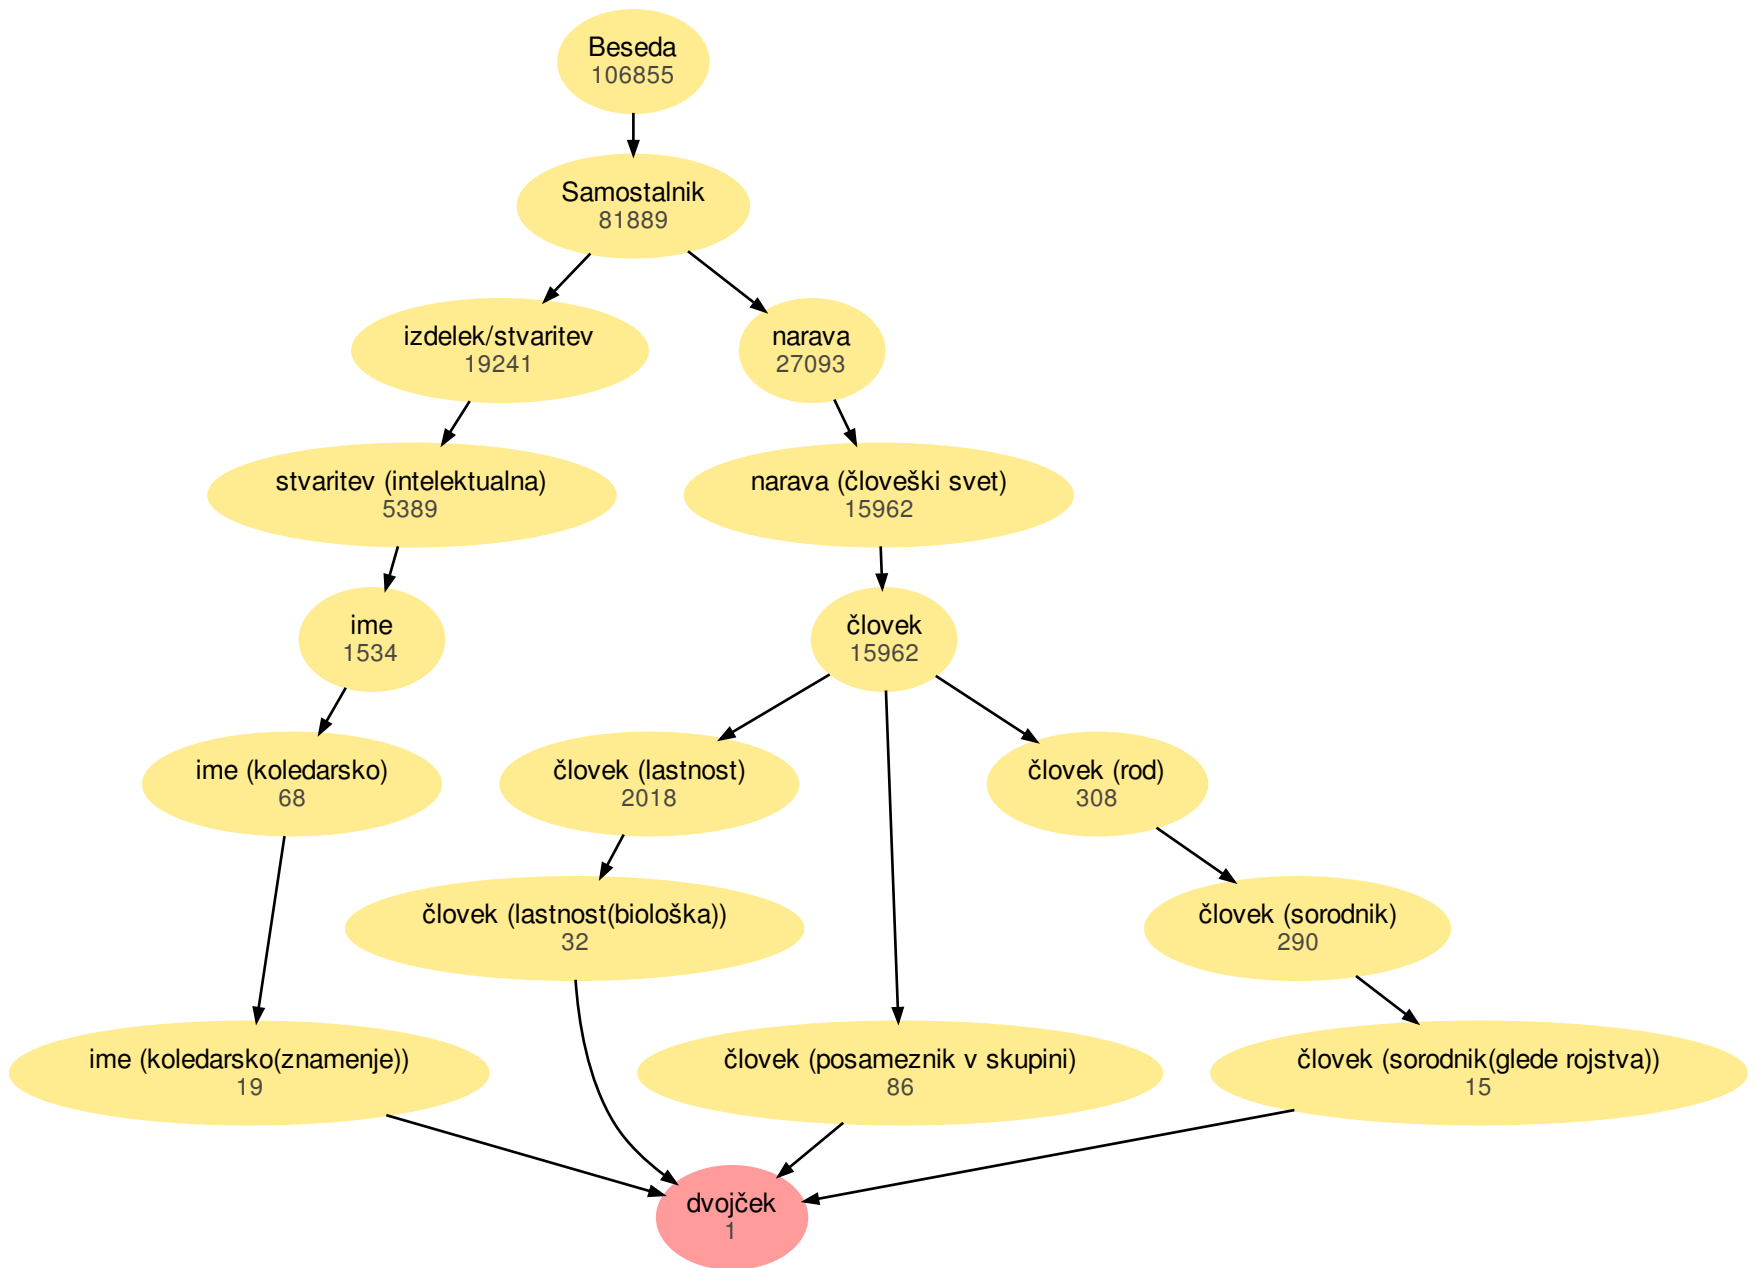 Beseda
106855
Samostalnik
81889
izdelek/stvaritev
19241
narava
27093
stvaritev (intelektualna)
5389
narava (človeški svet)
15962
ime
1534
človek
15962
ime (koledarsko)
68
človek (lastnost)
2018
človek (rod)
308
človek (lastnost(biološka))
32
človek (sorodnik)
290
ime (koledarsko(znamenje))
19
človek (posameznik v skupini)
86
človek (sorodnik(glede rojstva))
15
dvojček
1